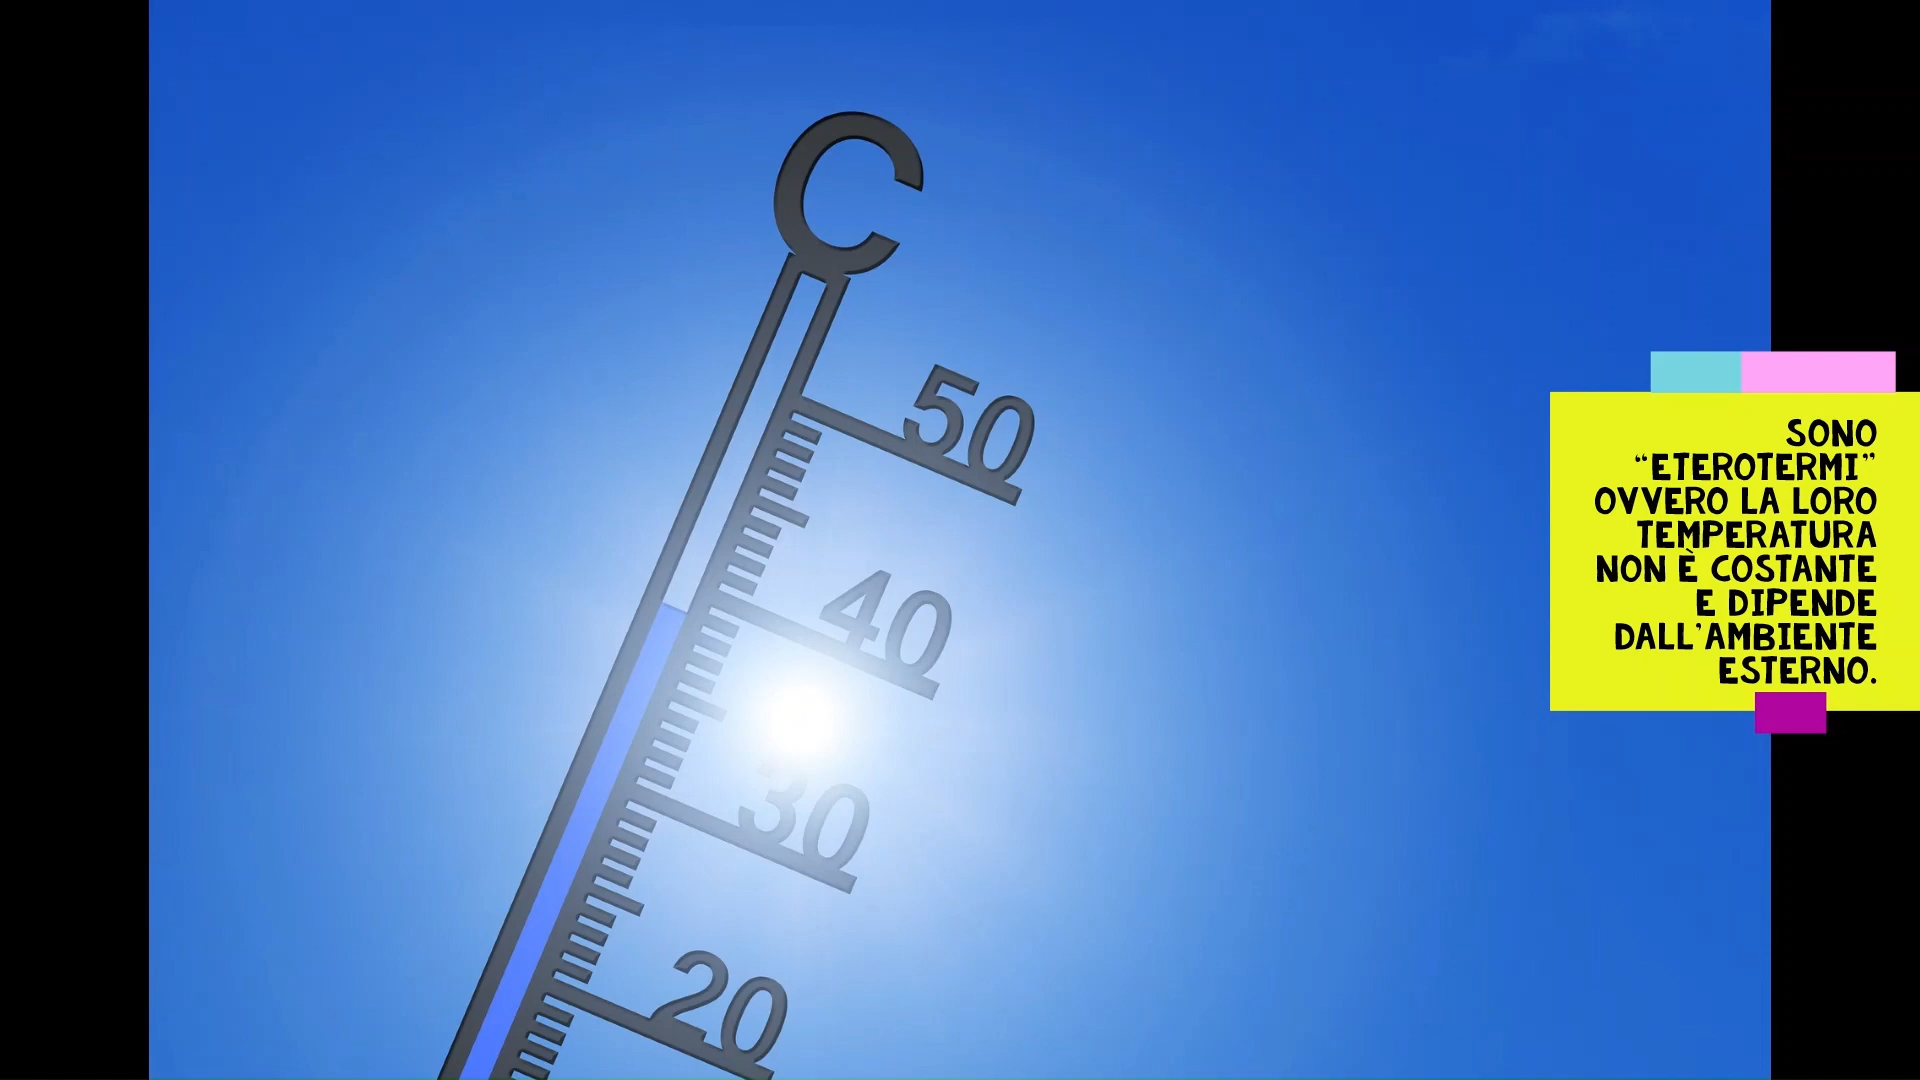 C
50
40
30
20
SONO
“ETEROTERMI”
OVVERO LA LORO
TEMPERATURA
NON È COSTANTE
E DIPENDE
DALL'AMBIENTE
ESTERNO.